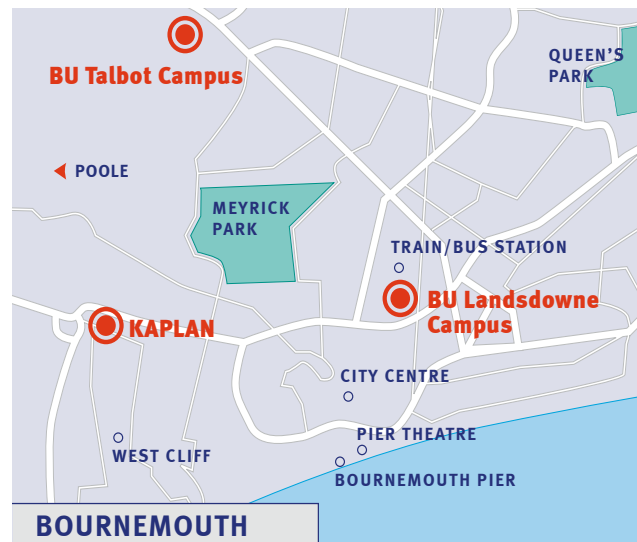 BU Talbot Campus
QUEEN'S
PARK
POOLE
MEYRICK
PARK
TRAIN/BUS STATION
BU Landsdowne
Campus
KAPLAN
CITY CENTRE
PIER THEATRE
WEST CLIFF
BOURNEMOUTH PIER
BOURNEMOUTH